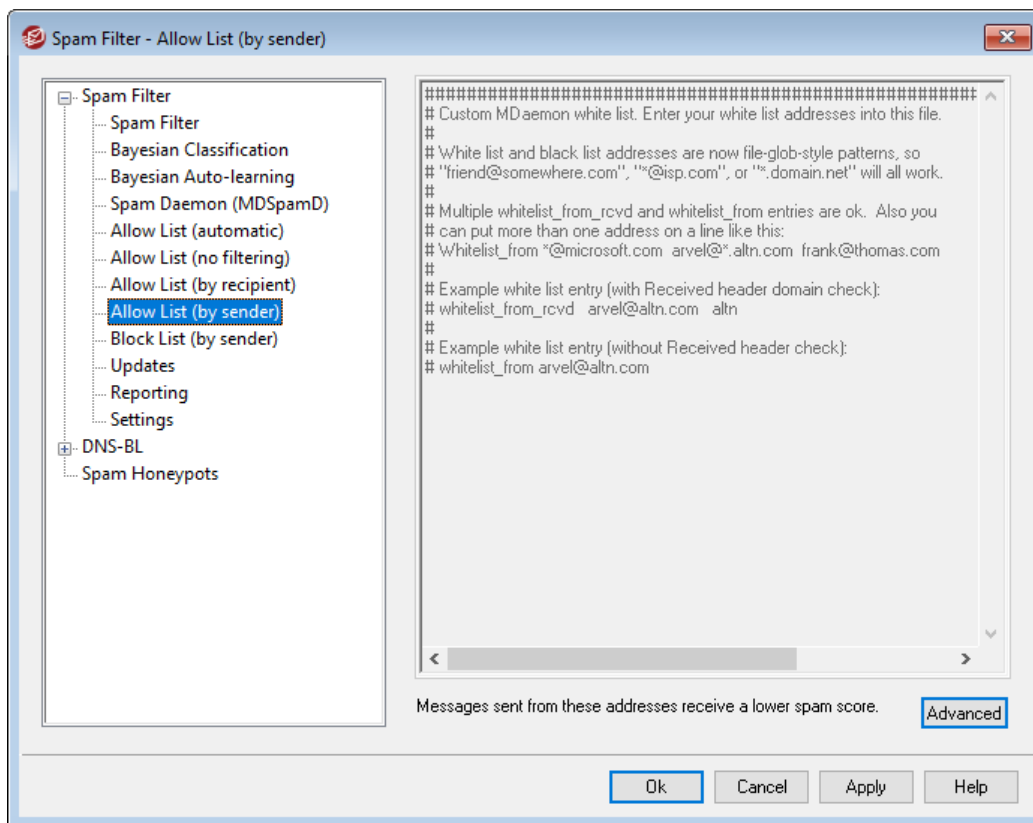 Spam Filter - Allow List (by sender)
Spam Filter
Spam Filter
Bayesian Classification
Bayesian Auto-learning
Spam Daemon (MDSpamD)
Allow List (automatic)
Allow List (no filtering)
Allow List (by recipient)
Allow List (by sender)
Block List (by sender)
Updates
Reporting
Settings
DNS-BL
Spam Honeypots
##########################################################
# Custom MDaemon white list. Enter your white list addresses into this file.
#
# White list and black list addresses are now file-glob-style patterns, so
# "friend@somewhere.com", "*@isp.com", or "*.domain.net" will all work.
#
# Multiple whitelist_from_rcvd and whitelist_from entries are ok.  Also you
# can put more than one address on a line like this:
# Whitelist_from *@microsoft.com  arvel@*.altn.com  frank@thomas.com
#
# Example white list entry (with Received header domain check):
# whitelist_from_rcvd   arvel@altn.com   altn
#
# Example white list entry (without Received header check):
# whitelist_from arvel@altn.com
Messages sent from these addresses receive a lower spam score.
Advanced
Ok
Cancel
Apply
Help